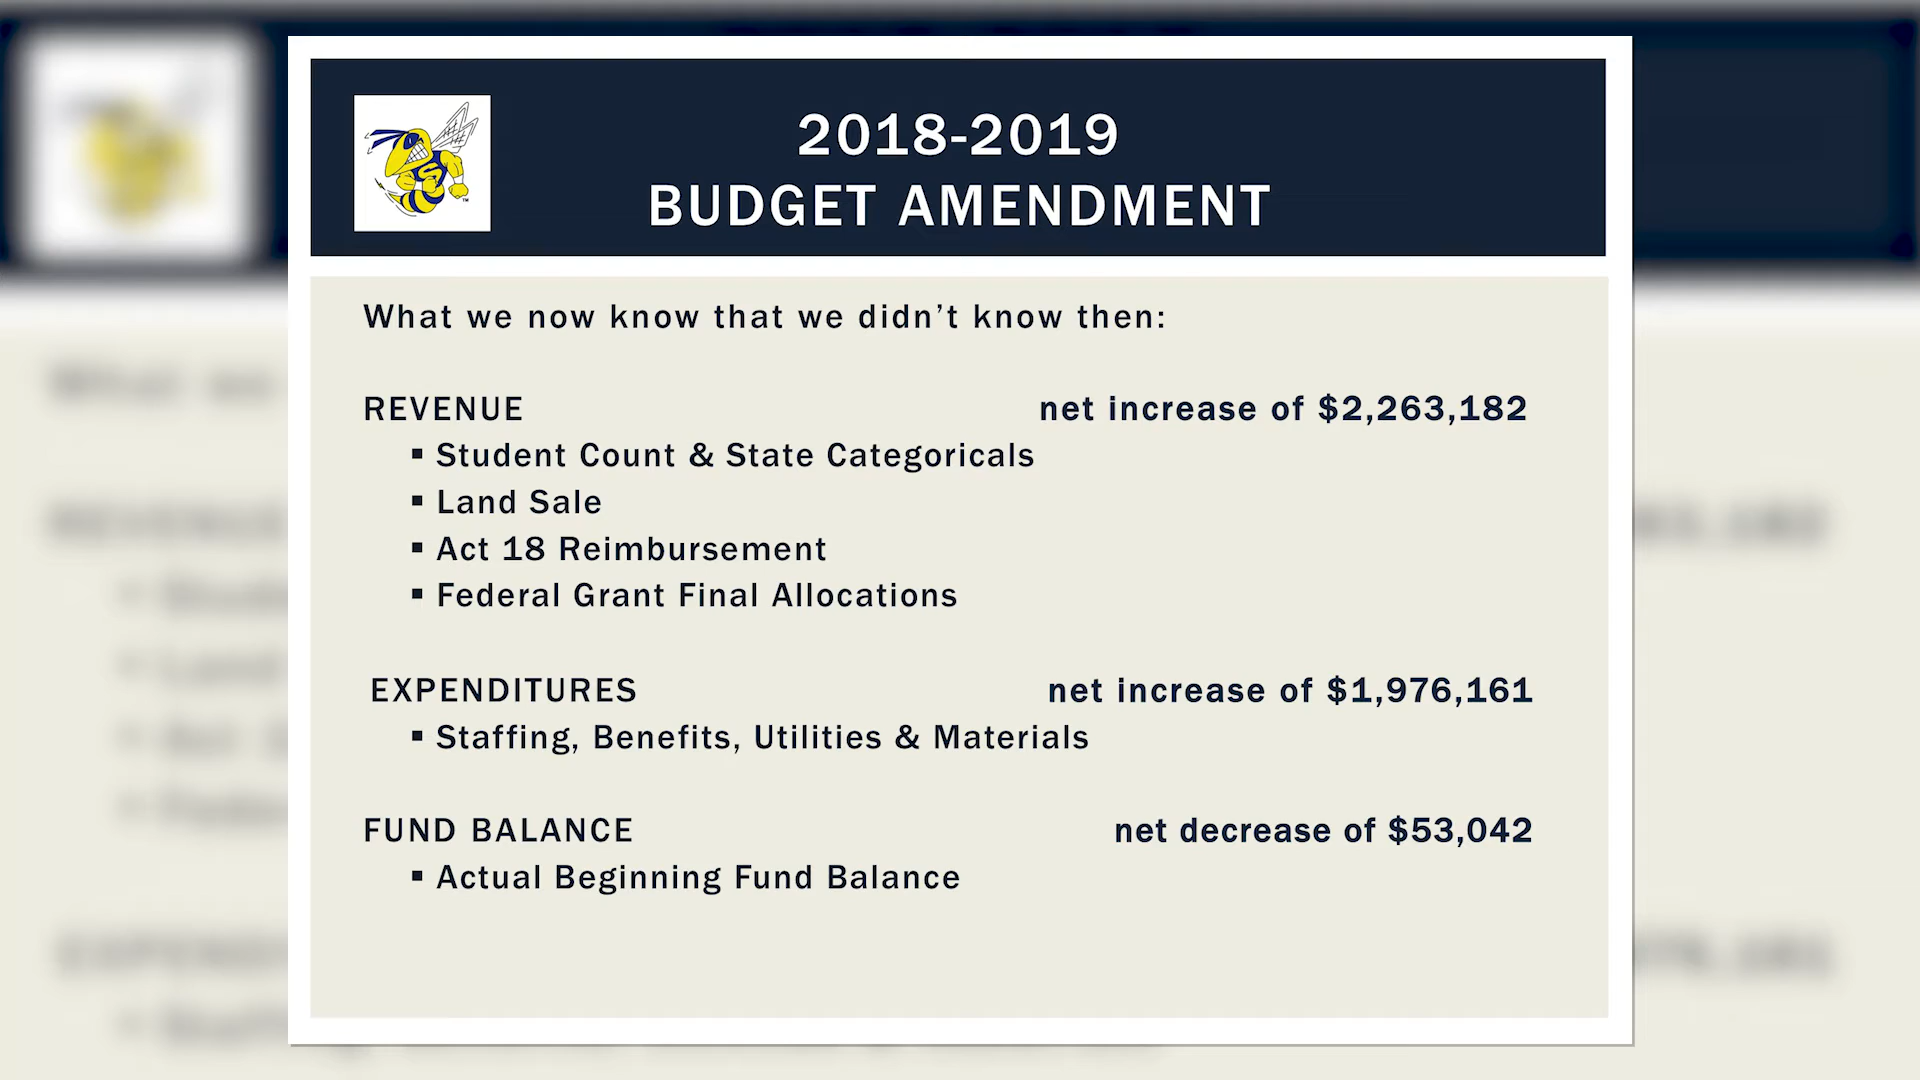 2018-2019
BUDGET AMENDMENT
What we now know that we didn’t know then:
REVENUE net increase of $2,263,182
▪ Student Count & State Categoricals
▪ Land Sale
▪ Act 18 Reimbursement
▪ Federal Grant Final Allocations
EXPENDITURES net increase of $1,976,161
▪ Staffing, Benefits, Utilities & Materials
FUND BALANCE net decrease of $53,042
▪ Actual Beginning Fund Balance